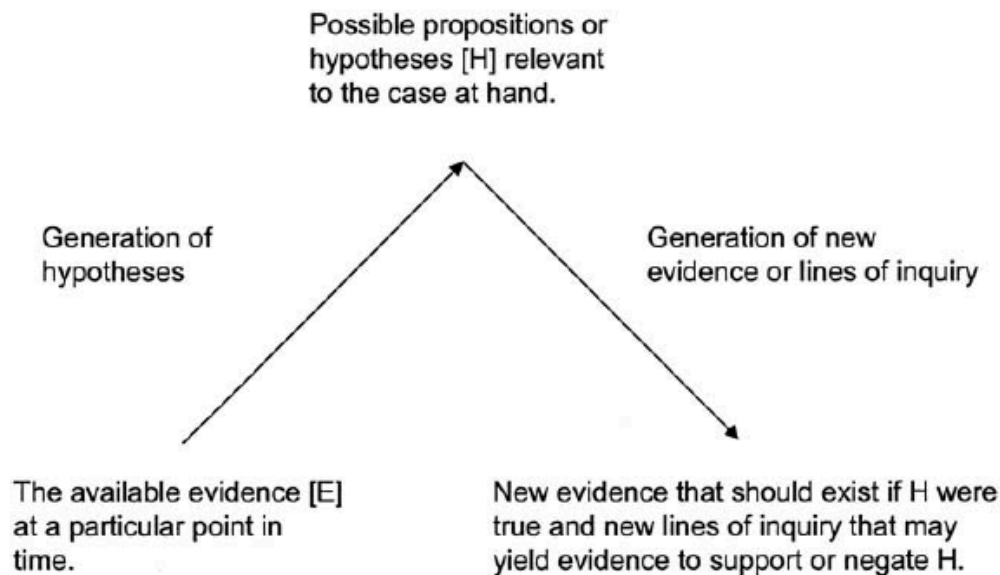 Possible propositions or
hypotheses [H] relevant
to the case at hand.
Generation of
hypotheses
Generation of new
evidence or lines of inquiry
The available evidence [E]
at a particular point in
time.
New evidence that should exist if H were
true and new lines of inquiry that may
yield evidence to support or negate H.